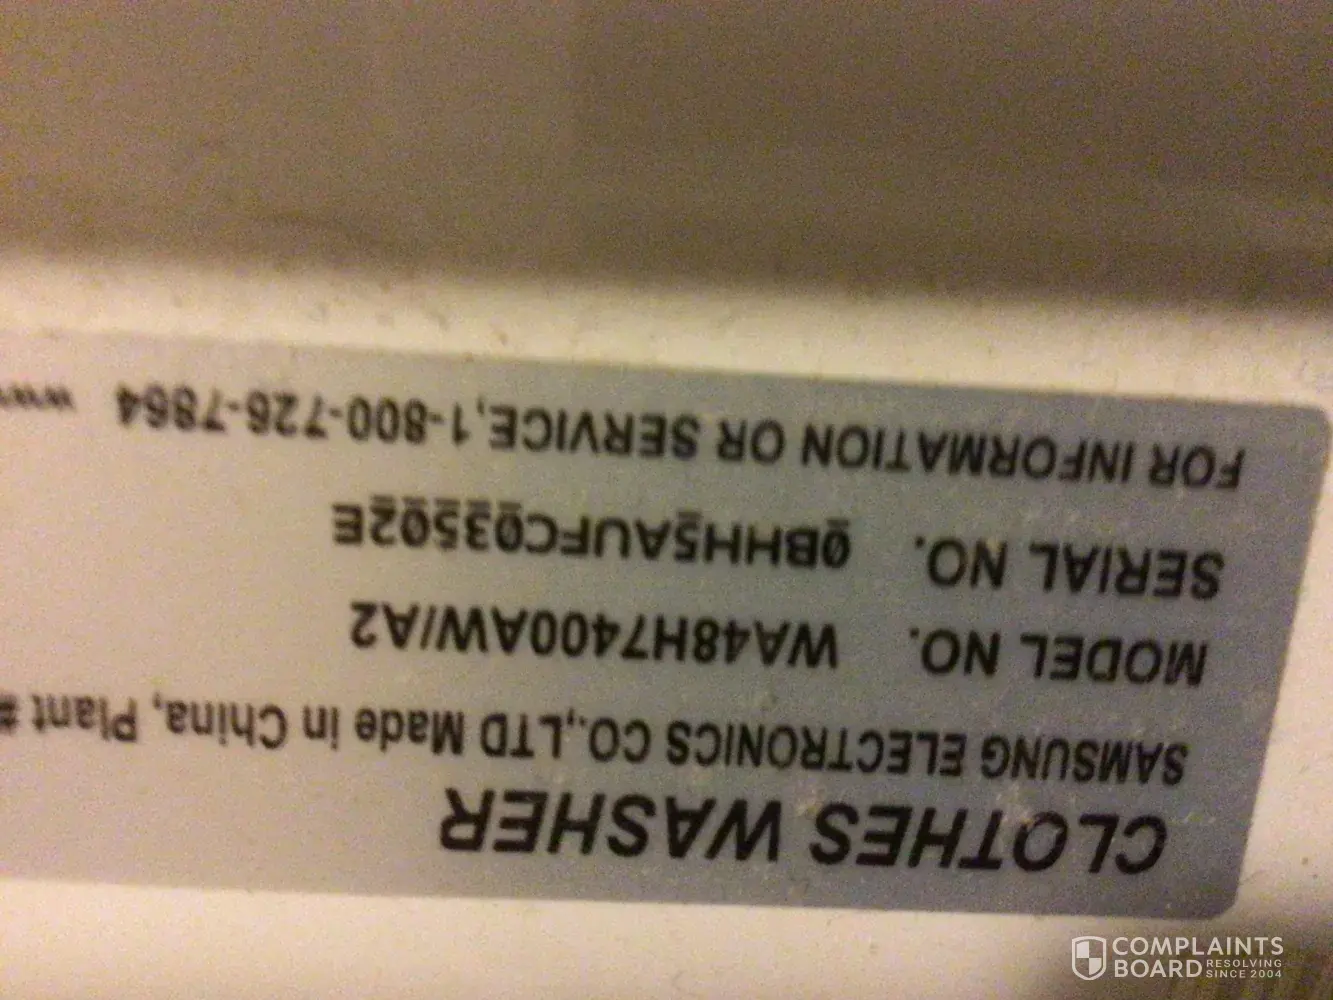 CLOTHES WASHER
SAMSUNG ELECTRONICS CO.,LTD Made in China, Plant #
MODEL NO. WA48H7400AW/A2
SERIAL NO. 0BHH5AUFC03502E
FOR INFORMATION OR SERVICE,1-800-726-7864 www
COMPLAINTS
BOARD RESOLVING
SINCE 2004